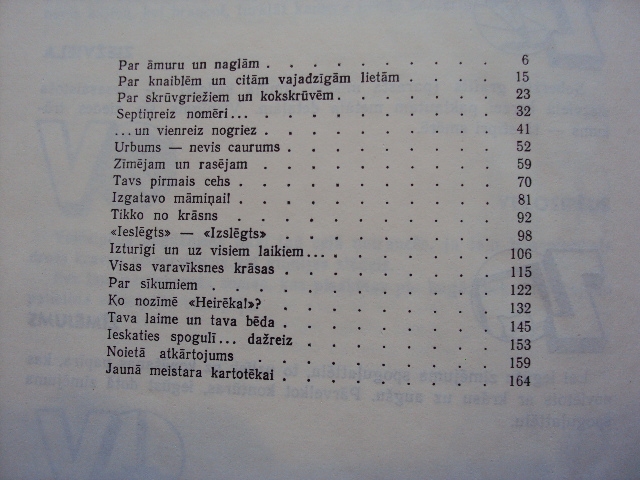 Par āmuru un naglām . . . . . . . . . 6
Par knaiblēm un citām vajadzīgām lietām . . . . 15
Par skrūvgriežiem un kokskrūvēm . . . . . . 23
Septiņreiz nomēri... . . . . . . . . . 32
...un vienreiz nogriez . . . . . . . . . 41
Urbums — nevis caurums . . . . . . . . 52
Zīmējam un rasējam . . . . . . . . . 59
Tavs pirmais cehs . . . . . . . . . . 70
Izgatavo māmiņai! . . . . . . . . . . 81
Tikko no krāsns . . . . . . . . . . 92
«Ieslēgts» — «Izslēgts» . . . . . . . . 98
Izturīgi un uz visiem laikiem... . . . . . . 106
Visas varavīksnes krāsas . . . . . . . . 115
Par sīkumiem . . . . . . . . . . . 122
Ko nozīmē «Heirēka!»? . . . . . . . . 132
Tava laime un tava bēda . . . . . . . . 145
Ieskaties spogulī... dažreiz . . . . . . . 153
Noietā atkārtojums . . . . . . . . . 159
Jaunā meistara kartotēkai . . . . . . . . 164